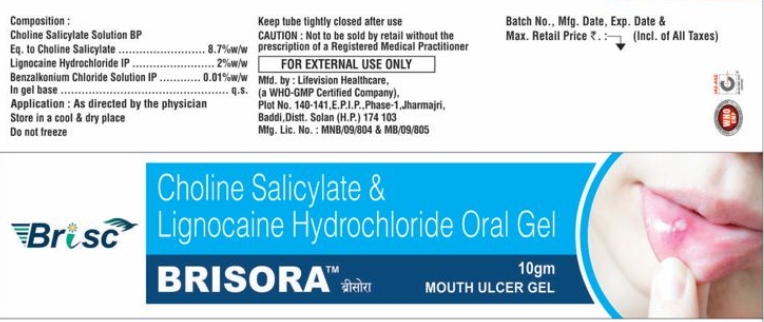 Composition :
Choline Salicylate Solution BP
Eq. to Choline Salicylate ........................ 8.7%w/w
Lignocaine Hydrochloride IP ....................... 2%w/w
Benzalkonium Chloride Solution IP ............ 0.01%w/w
In gel base ................................................ q.s.
Application : As directed by the physician
Store in a cool & dry place
Do not freeze
Keep tube tightly closed after use
CAUTION : Not to be sold by retail without the
prescription of a Registered Medical Practitioner
FOR EXTERNAL USE ONLY
Mfd. by : Lifevision Healthcare,
(a WHO-GMP Certified Company),
Plot No. 140-141,E.P.I.P.,Phase-1,Jharmajri,
Baddi,Distt. Solan (H.P.) 174 103
Mfg. Lic. No. : MNB/09/804 & MB/09/805
Batch No., Mfg. Date, Exp. Date &
Max. Retail Price ₹. : (Incl. of All Taxes)
WHO
GMP
Brisc
Choline Salicylate &
Lignocaine Hydrochloride Oral Gel
BRISORA™ ब्रीसोरा
10gm
MOUTH ULCER GEL